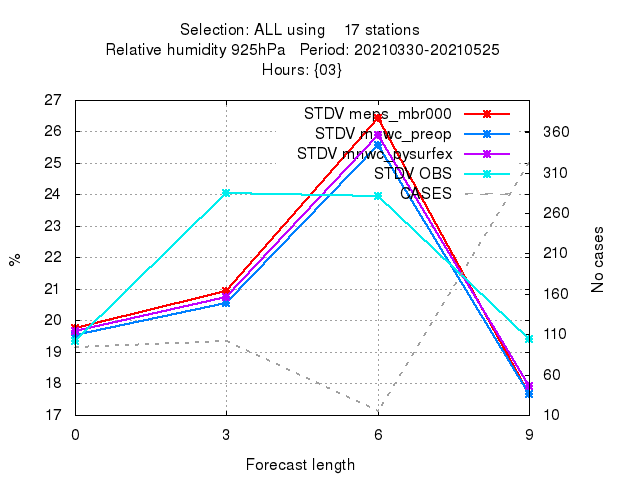 Selection: ALL using 17 stations
Relative humidity 925hPa Period: 20210330-20210525
Hours: {03}
STDV meps_mbr000
STDV mnwc_preop
STDV mnwc_pysurfex
STDV OBS
CASES
27
26
25
24
23
22
21
20
19
18
17
360
310
260
210
160
110
60
10
%
No cases
0 3 6 9
Forecast length